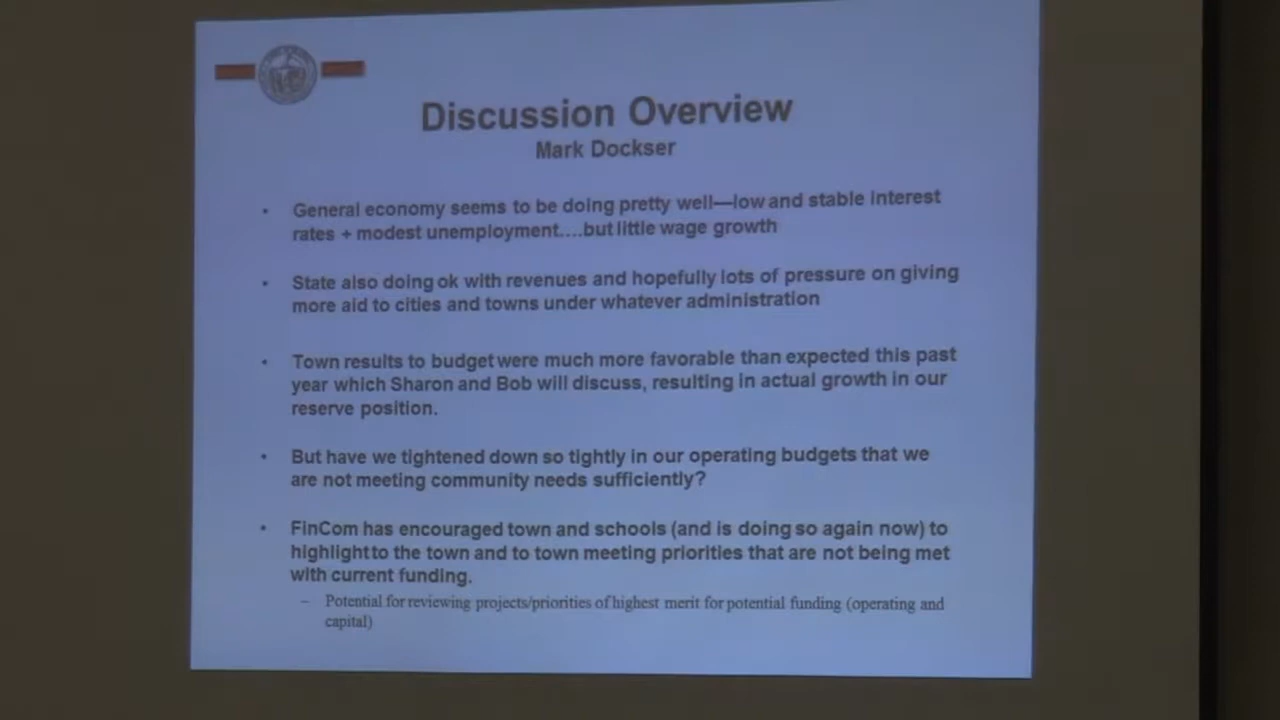 Discussion Overview
Mark Dockser
• General economy seems to be doing pretty well—low and stable interest
rates + modest unemployment....but little wage growth
• State also doing ok with revenues and hopefully lots of pressure on giving
more aid to cities and towns under whatever administration
• Town results to budget were much more favorable than expected this past
year which Sharon and Bob will discuss, resulting in actual growth in our
reserve position.
• But have we tightened down so tightly in our operating budgets that we
are not meeting community needs sufficiently?
• FinCom has encouraged town and schools (and is doing so again now) to
highlight to the town and to town meeting priorities that are not being met
with current funding.
– Potential for reviewing projects/priorities of highest merit for potential funding (operating and
capital)